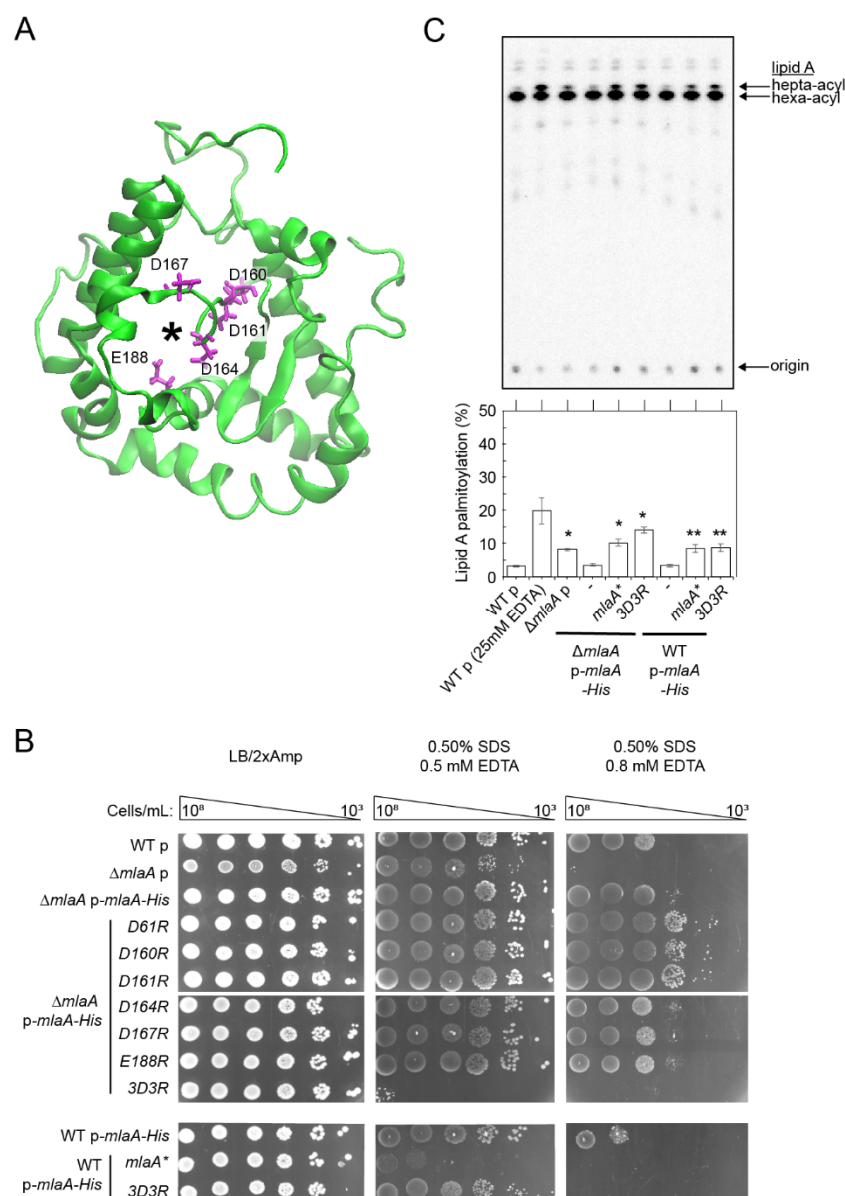 A
D167
D160
D161
E188
*
D164
C
lipid A
hepta-acyl
hexa-acyl
origin
Lipid A palmitoylation (%)
50
40
30
20
10
0
*
*
*
**
**
WT p
WT p (25mM EDTA)
ΔmlaA p
-
mlaA*
3D3R
-
mlaA*
3D3R
ΔmlaA
p-mlaA
-His
WT
p-mlaA
-His
B
LB/2xAmp
0.50% SDS
0.5 mM EDTA
0.50% SDS
0.8 mM EDTA
Cells/mL:
10⁸ 10³
10⁸ 10³
10⁸ 10³
WT p
ΔmlaA p
ΔmlaA p-mlaA-His
D61R
D160R
D161R
ΔmlaA
p-mlaA-His
D164R
D167R
E188R
3D3R
WT p-mlaA-His
WT
p-mlaA-His
mlaA*
3D3R